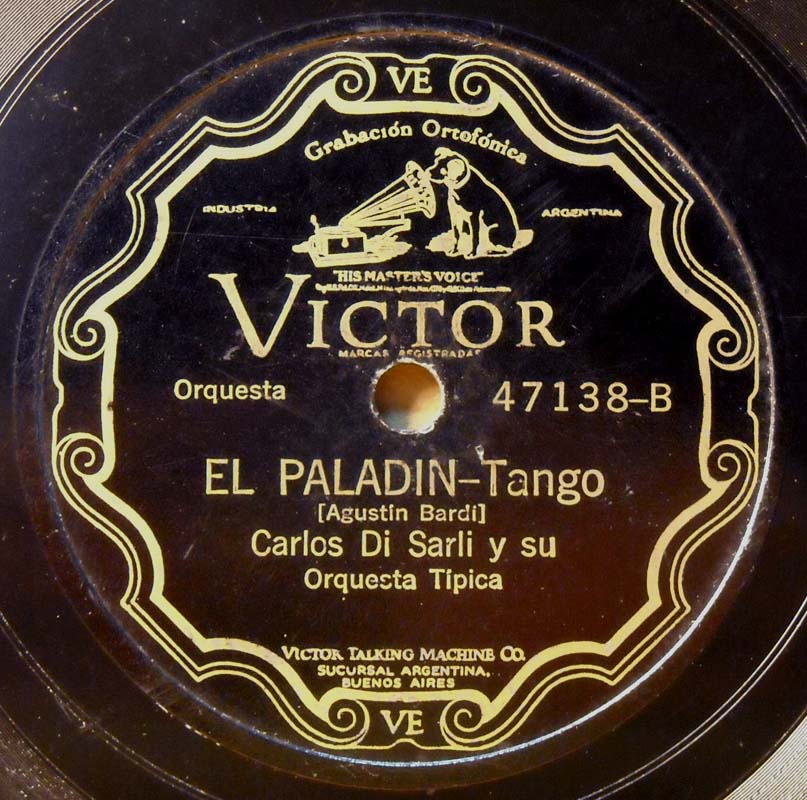 VE
Grabación Ortofónica
INDUSTRIA ARGENTINA
"HIS MASTER'S VOICE"
VICTOR
MARCAS REGISTRADAS
Orquesta 47138-B
EL PALADIN-Tango
[Agustin Bardi]
Carlos Di Sarli y su
Orquesta Típica
VICTOR TALKING MACHINE CO.
SUCURSAL ARGENTINA,
BUENOS AIRES
VE